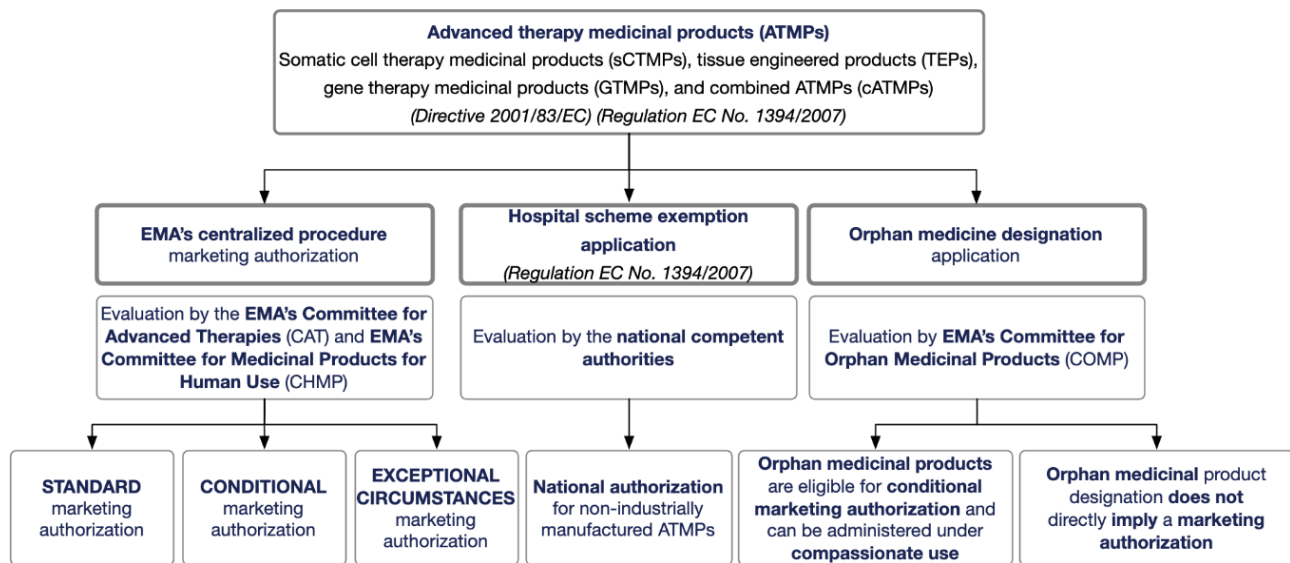 Advanced therapy medicinal products (ATMPs)
Somatic cell therapy medicinal products (sCTMPs), tissue engineered products (TEPs),
gene therapy medicinal products (GTMPs), and combined ATMPs (cATMPs)
(Directive 2001/83/EC) (Regulation EC No. 1394/2007)
EMA's centralized procedure
marketing authorization
Hospital scheme exemption
application
(Regulation EC No. 1394/2007)
Orphan medicine designation
application
Evaluation by the EMA's Committee for
Advanced Therapies (CAT) and EMA's
Committee for Medicinal Products for
Human Use (CHMP)
Evaluation by the national competent
authorities
Evaluation by EMA's Committee for
Orphan Medicinal Products (COMP)
STANDARD
marketing
authorization
CONDITIONAL
marketing
authorization
EXCEPTIONAL
CIRCUMSTANCES
marketing
authorization
National authorization
for non-industrially
manufactured ATMPs
Orphan medicinal products
are eligible for conditional
marketing authorization and
can be administered under
compassionate use
Orphan medicinal product
designation does not
directly imply a marketing
authorization